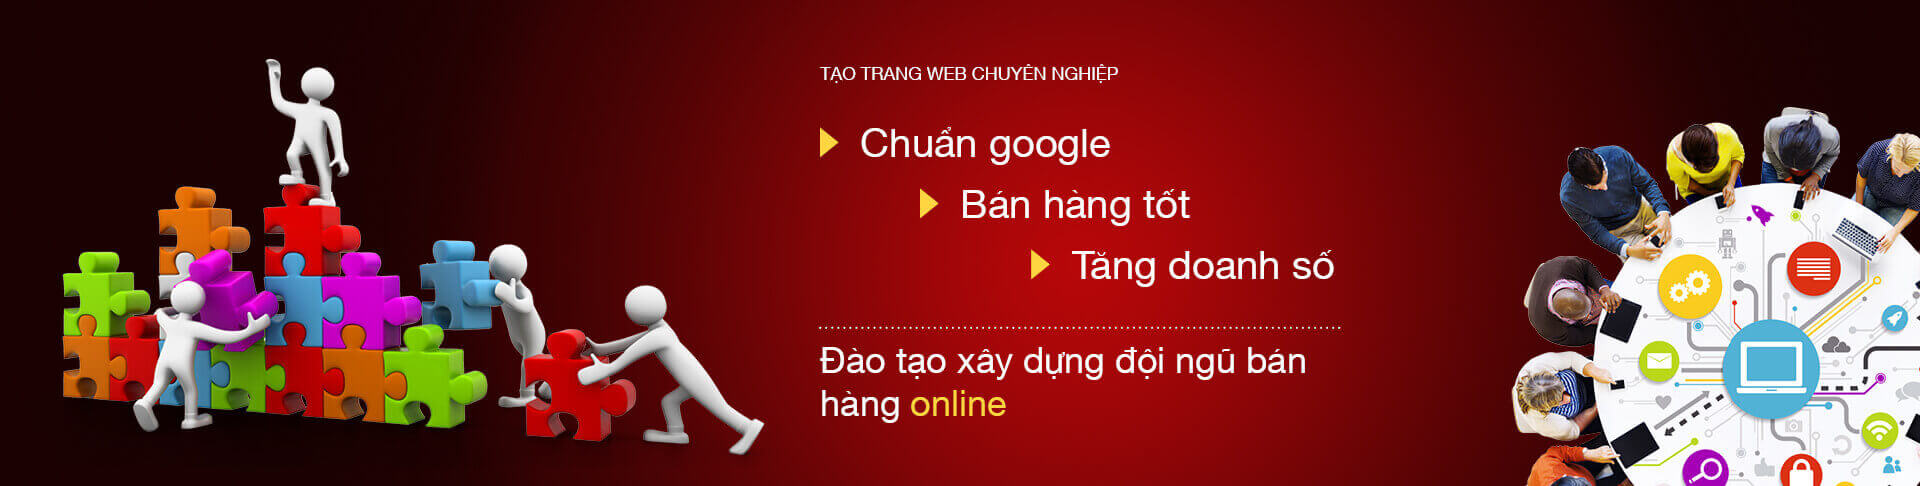 TẠO TRANG WEB CHUYÊN NGHIỆP
Chuẩn google
Bán hàng tốt
Tăng doanh số
Đào tạo xây dựng đội ngũ bán
hàng online